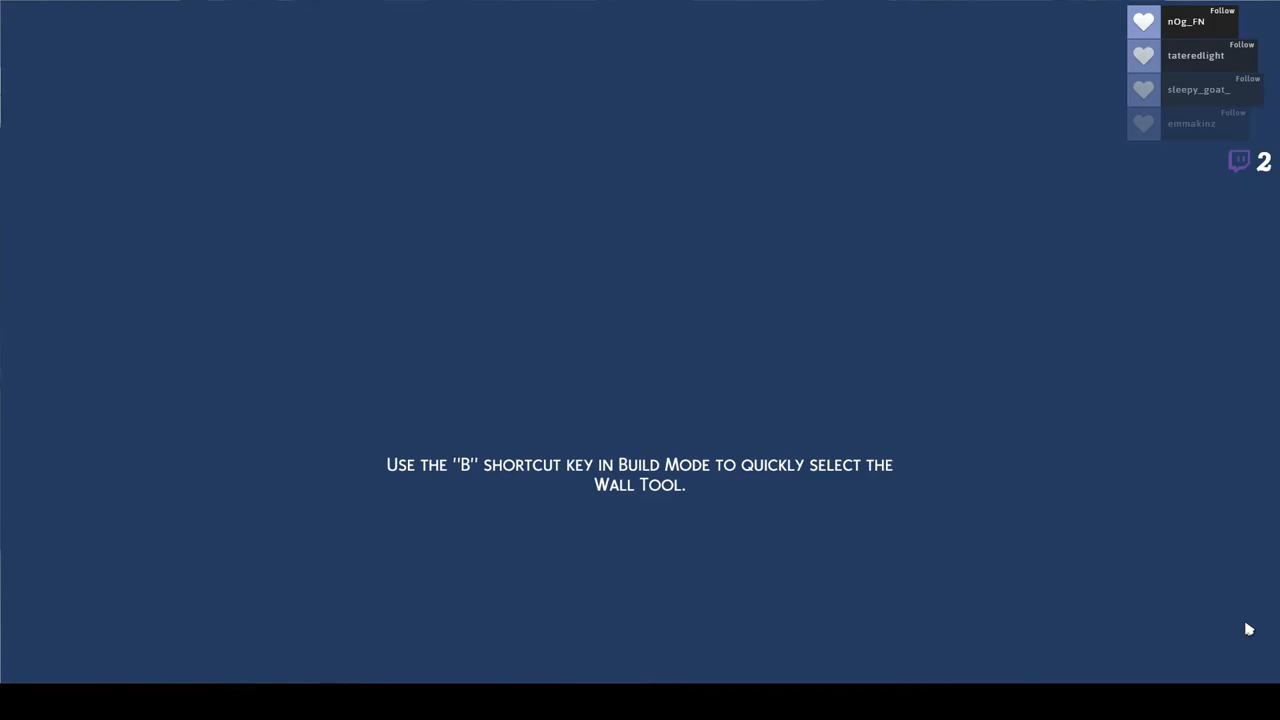 Follow
nOg_FN
Follow
tateredlight
Follow
sleepy_goat_
Follow
emmakinz
2
USE THE "B" SHORTCUT KEY IN BUILD MODE TO QUICKLY SELECT THE
WALL TOOL.